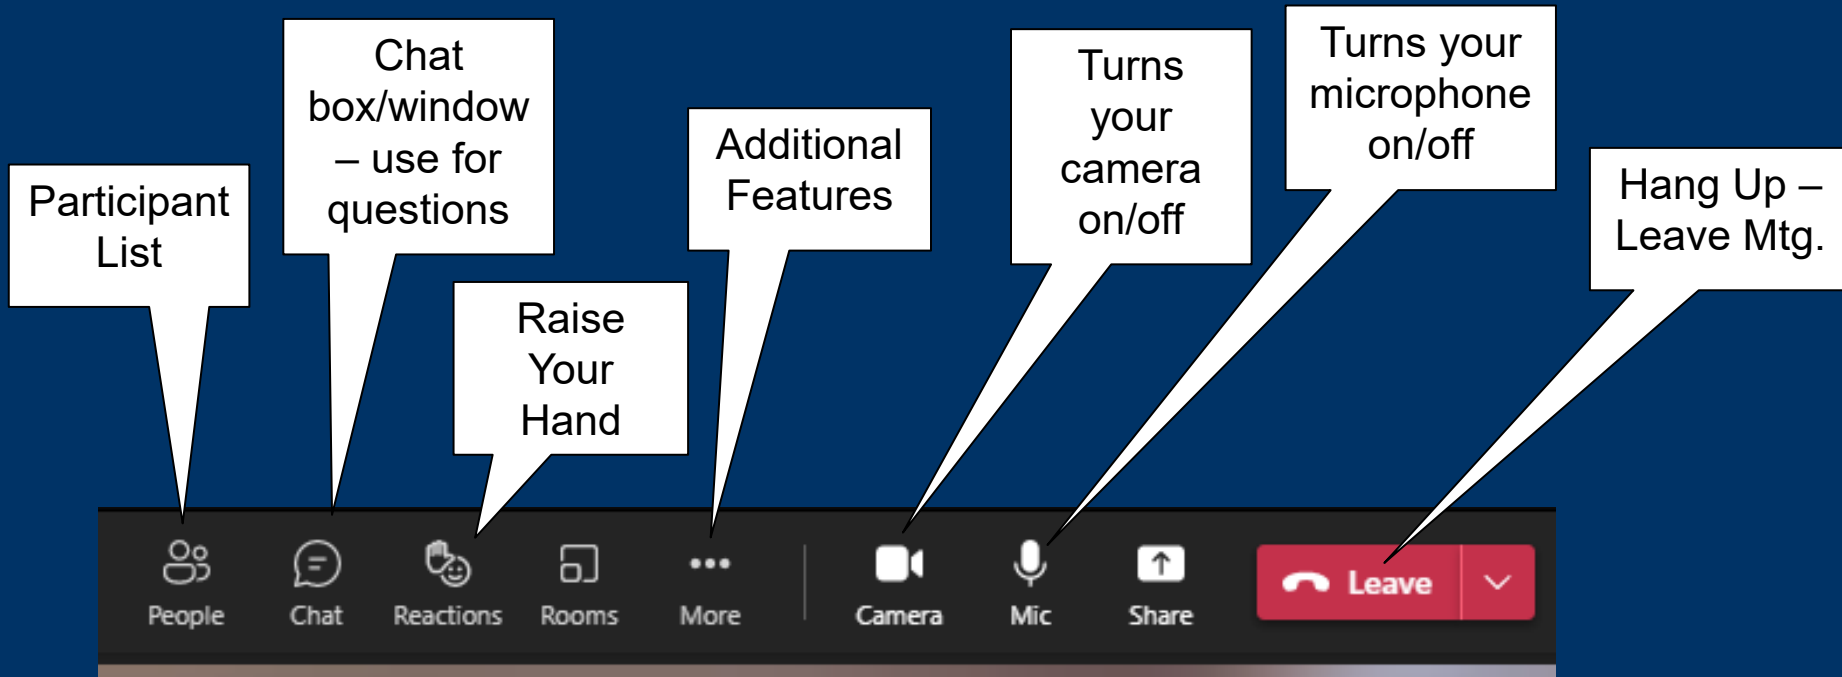 Participant
List
Chat
box/window
– use for
questions
Raise
Your
Hand
Additional
Features
Turns
your
camera
on/off
Turns your
microphone
on/off
Hang Up –
Leave Mtg.
People
Chat
Reactions
Rooms
More
Camera
Mic
Share
Leave